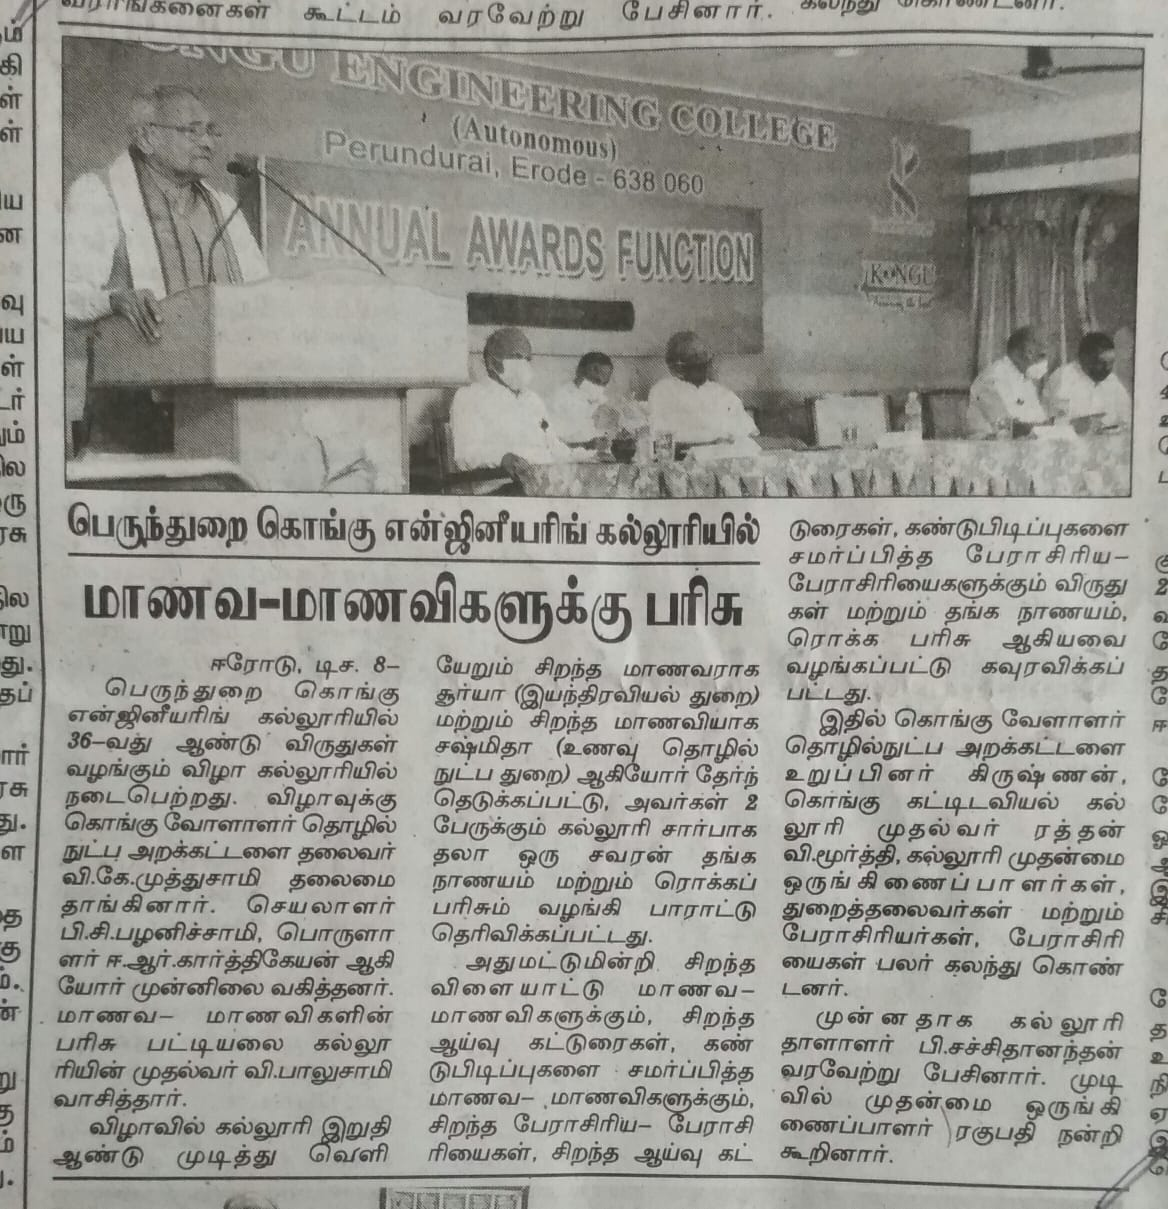 வரவேற்று பேசினார்.
ENGINEERING COLLEGE
(Autonomous)
Perundurai, Erode - 638 060
ANNUAL AWARDS FUNCTION
KONGU
பெருந்துறை கொங்கு என்ஜினீயரிங் கல்லூரியில்
மாணவ-மாணவிகளுக்கு பரிசு
ஈரோடு, டிச. 8-
பெருந்துறை கொங்கு
என்ஜினீயரிங் கல்லூரியில்
36-வது ஆண்டு விருதுகள்
வழங்கும் விழா கல்லூரியில்
நடைபெற்றது. விழாவுக்கு
கொங்கு வோளாளர் தொழில்
நுட்ப அறக்கட்டளை தலைவர்
வி.கே.முத்துசாமி தலைமை
தாங்கினார். செயலாளர்
பி.சி.பழனிச்சாமி, பொருளா
ளர் ஈ.ஆர்.கார்த்திகேயன் ஆகி
யோர் முன்னிலை வகித்தனர்.
மாணவ- மாணவிகளின்
பரிசு பட்டியலை கல்லூ
ரியின் முதல்வர் வி.பாலுசாமி
வாசித்தார்.
விழாவில் கல்லூரி இறுதி
ஆண்டு முடித்து வெளி
யேறும் சிறந்த மாணவராக
சூர்யா (இயந்திரவியல் துறை)
மற்றும் சிறந்த மாணவியாக
சஷ்மிதா (உணவு தொழில்
நுட்ப துறை) ஆகியோர் தேர்ந்
தெடுக்கப்பட்டு, அவர்கள் 2
பேருக்கும் கல்லூரி சார்பாக
தலா ஒரு சவரன் தங்க
நாணயம் மற்றும் ரொக்கப்
பரிசும் வழங்கி பாராட்டு
தெரிவிக்கப்பட்டது.
அதுமட்டுமின்றி சிறந்த
விளையாட்டு மாணவ-
மாணவிகளுக்கும், சிறந்த
ஆய்வு கட்டுரைகள், கண்
டுபிடிப்புகளை சமர்ப்பித்த
மாணவ- மாணவிகளுக்கும்,
சிறந்த பேராசிரிய- பேராசி
ரியைகள், சிறந்த ஆய்வு கட்
டுரைகள், கண்டுபிடிப்புகளை
சமர்ப்பித்த பேராசிரிய-
பேராசிரியைகளுக்கும் விருது
கள் மற்றும் தங்க நாணயம்,
ரொக்க பரிசு ஆகியவை
வழங்கப்பட்டு கவுரவிக்கப்
பட்டது.
இதில் கொங்கு வேளாளர்
தொழில்நுட்ப அறக்கட்டளை
உறுப்பினர் கிருஷ்ணன்,
கொங்கு கட்டிடவியல் கல்
லூரி முதல்வர் ரத்தன்
வி.மூர்த்தி, கல்லூரி முதன்மை
ஒருங்கிணைப்பாளர்கள்,
துறைத்தலைவர்கள் மற்றும்
பேராசிரியர்கள், பேராசிரி
யைகள் பலர் கலந்து கொண்
டனர்.
முன்னதாக கல்லூரி
தாளாளர் பி.சச்சிதானந்தன்
வரவேற்று பேசினார். முடி
வில் முதன்மை ஒருங்கி
ணைப்பாளர் ரகுபதி நன்றி
கூறினார்.